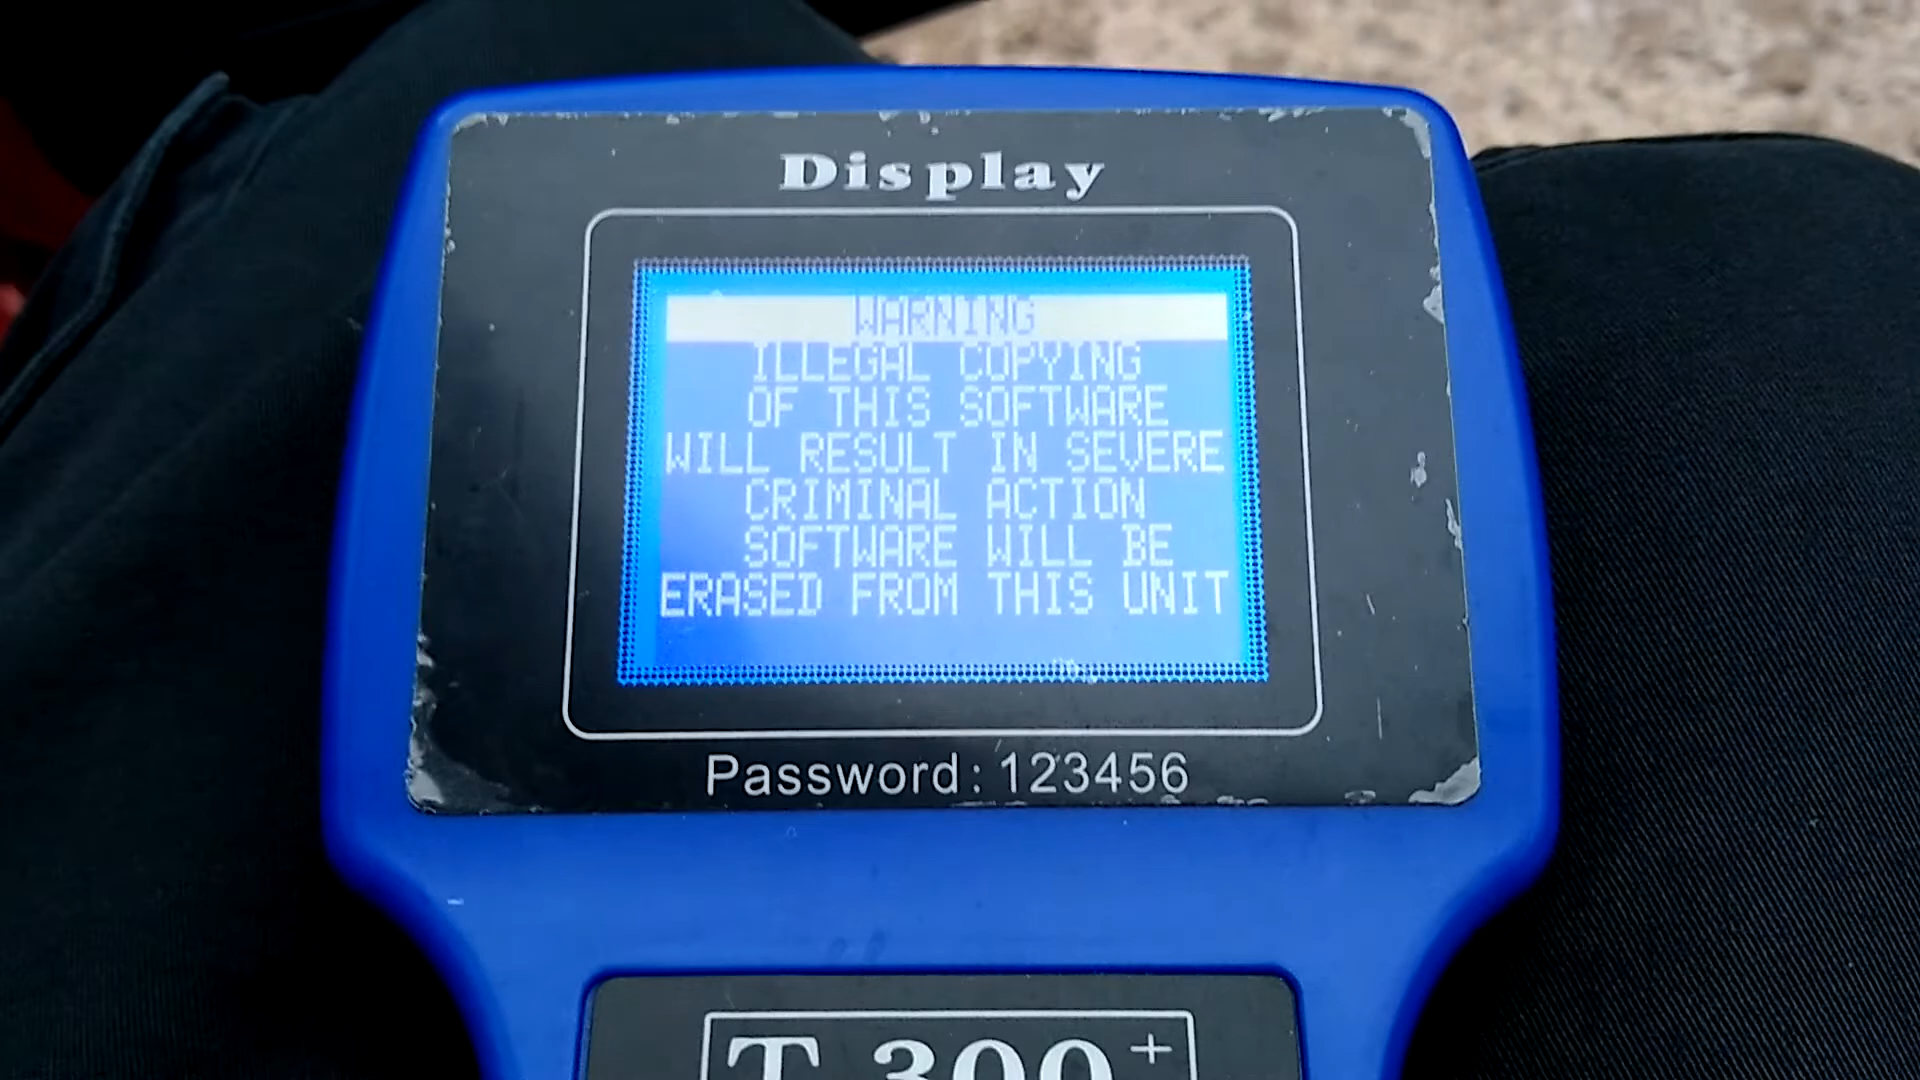 Display
WARNING
ILLEGAL COPYING
OF THIS SOFTWARE
WILL RESULT IN SEVERE
CRIMINAL ACTION
SOFTWARE WILL BE
ERASED FROM THIS UNIT
Password: 123456
T 300+